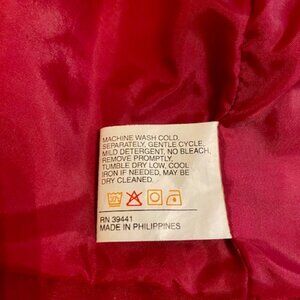 MACHINE WASH COLD,
SEPARATELY, GENTLE CYCLE,
MILD DETERGENT, NO BLEACH,
REMOVE PROMPTLY,
TUMBLE DRY LOW, COOL
IRON IF NEEDED, MAY BE
DRY CLEANED.
RN 39441
MADE IN PHILIPPINES